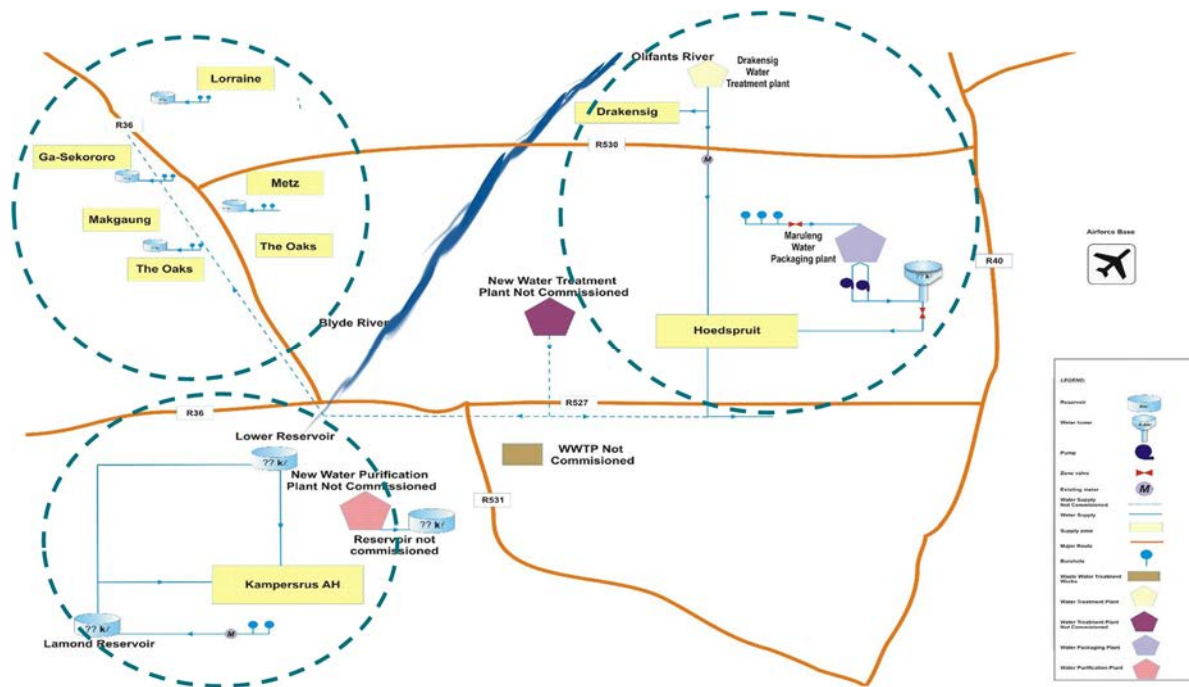 Olifants River
Drakensig
Water
Treatment plant
Lorraine
Drakensig
R36
R530
Ga-Sekororo
Metz
Makgaung
The Oaks
The Oaks
Maruleng
Water
Packaging plant
Airforce Base
R40
?? k
New Water Treatment
Plant Not Commissioned
Blyde River
Hoedspruit
R36
R527
Lower Reservoir
?? kℓ
WWTP Not
Commisioned
New Water Purification
Plant Not Commissioned
R531
?? kℓ
Reservoir not
commissioned
Kampersrus AH
?? kℓ
M
M
Lamond Reservoir
LEGEND:
Reservoir
Water tower
Pump
Zone valve
Existing meter
M
Water Supply
Not Commissioned
Water Supply
Supply zone
Major Roads
Borehole
Waste Water Treatment
Works
Water Treatment Plant
Water Treatment Plant
Not Commissioned
Water Packaging Plant
Water Purification Plant